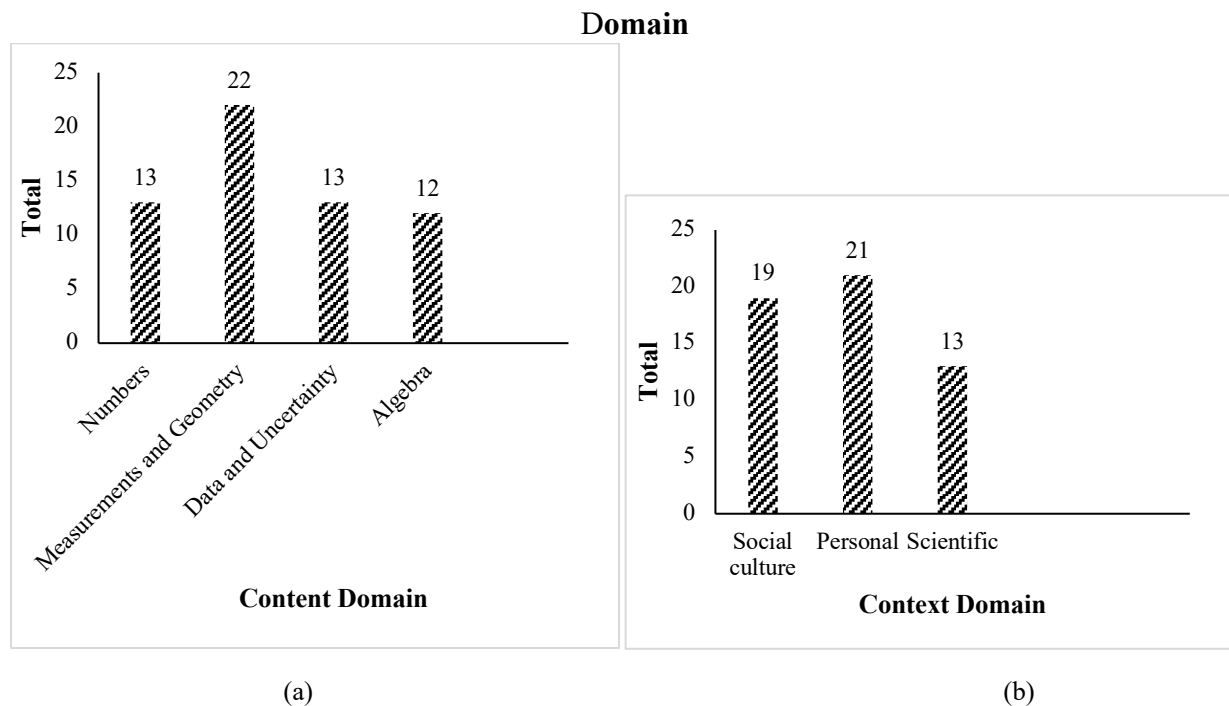 Domain
25
20
15
10
5
0
Total
13
22
13
12
Numbers
Measurements and Geometry
Data and Uncertainty
Algebra
Content Domain
(a)
25
20
15
10
5
0
Total
19
21
13
Social
culture
Personal
Scientific
Context Domain
(b)